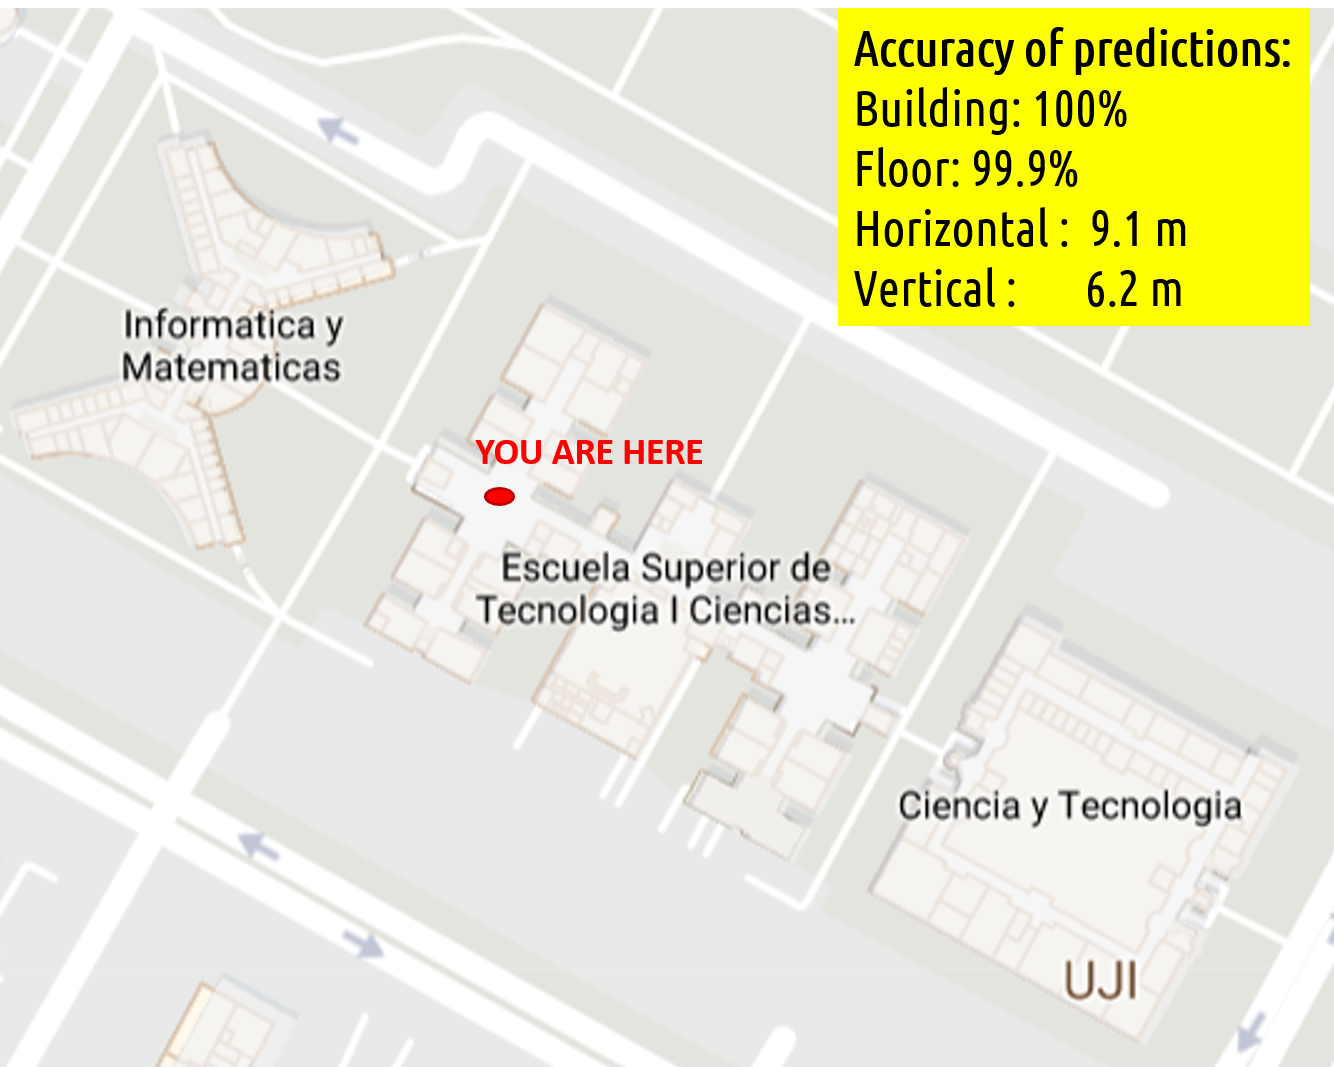 Accuracy of predictions:
Building: 100%
Floor: 99.9%
Horizontal : 9.1 m
Vertical : 6.2 m
Informatica y
Matematicas
YOU ARE HERE
Escuela Superior de
Tecnologia I Ciencias...
Ciencia y Tecnologia
UJI